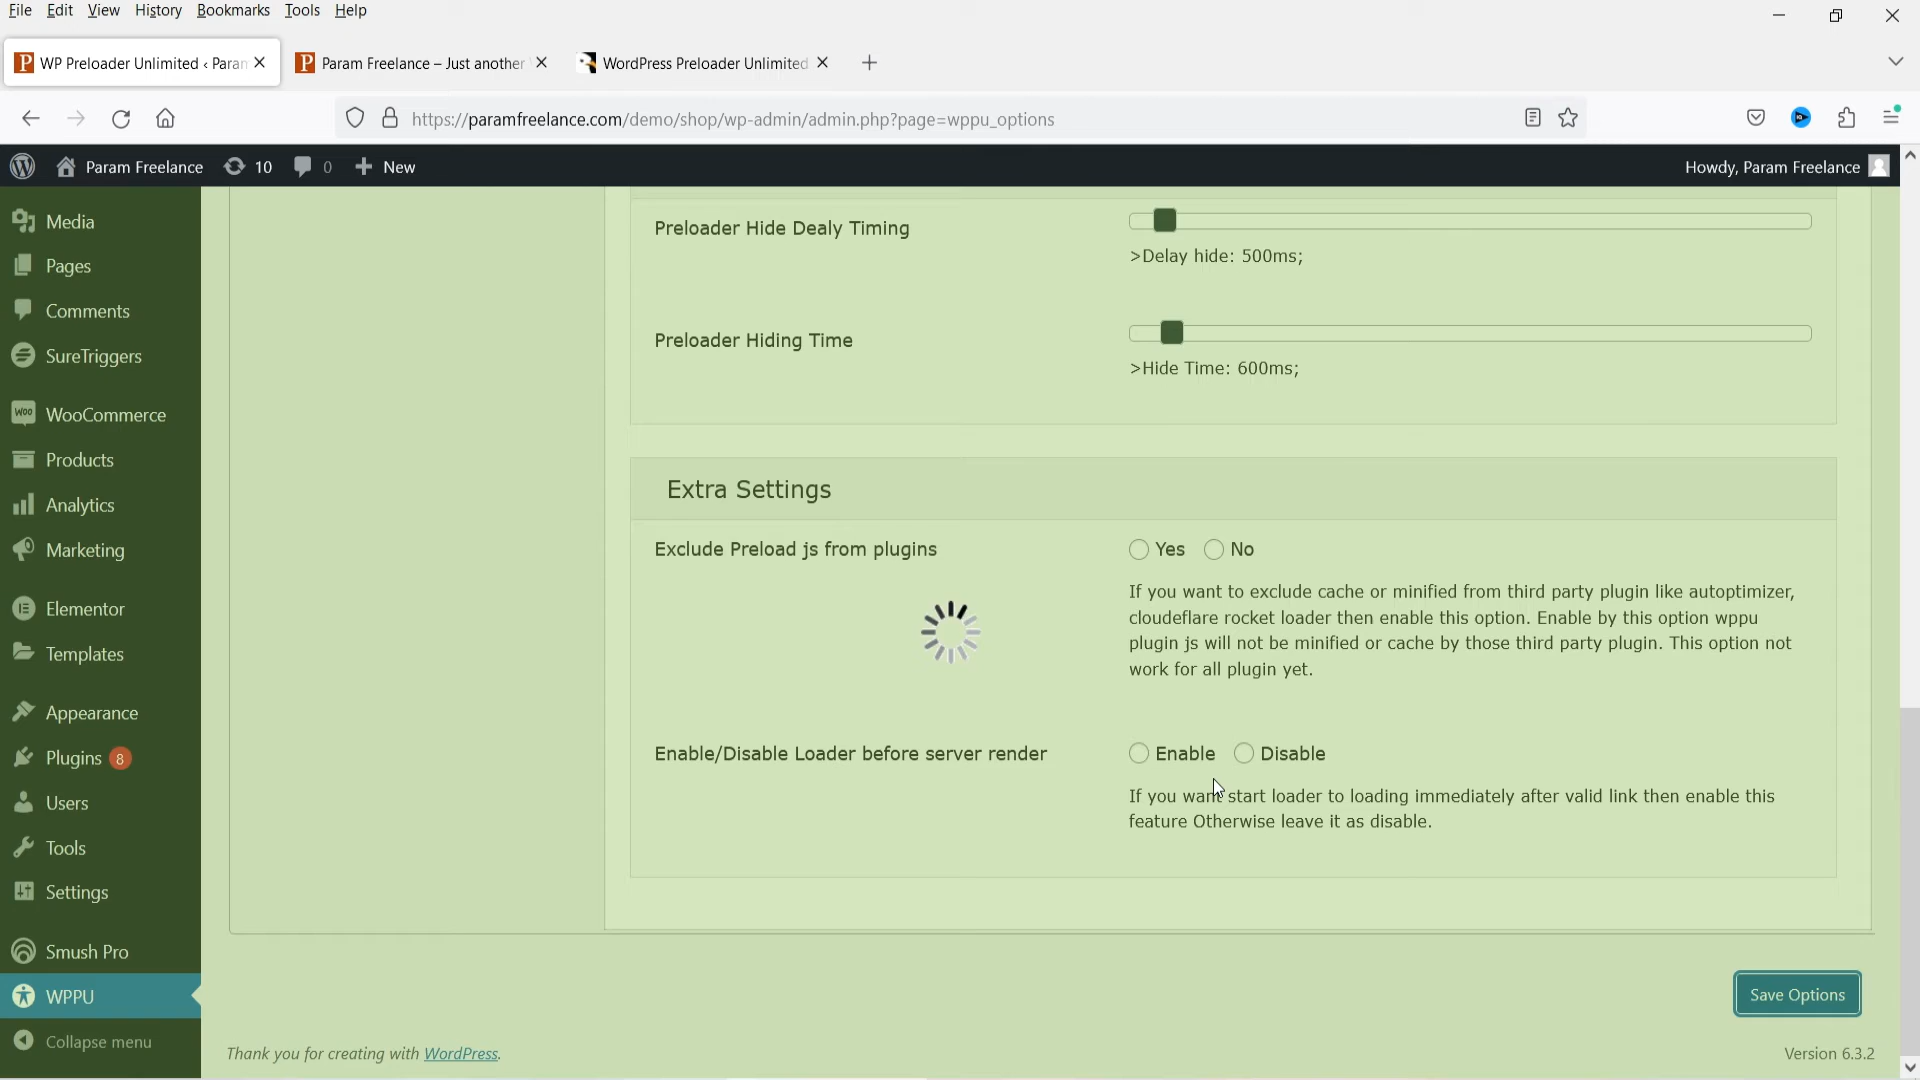 File Edit View History Bookmarks Tools Help
WP Preloader Unlimited ‹ Param
Param Freelance – Just another
WordPress Preloader Unlimited
https://paramfreelance.com/demo/shop/wp-admin/admin.php?page=wppu_options
Param Freelance 10 0 New
Howdy, Param Freelance
Media
Pages
Comments
SureTriggers
WooCommerce
Products
Analytics
Marketing
Elementor
Templates
Appearance
Plugins 8
Users
Tools
Settings
Smush Pro
WPPU
Collapse menu
Preloader Hide Dealy Timing
>Delay hide: 500ms;
Preloader Hiding Time
>Hide Time: 600ms;
Extra Settings
Exclude Preload js from plugins
Yes No
If you want to exclude cache or minified from third party plugin like autoptimizer,
cloudeflare rocket loader then enable this option. Enable by this option wppu
plugin js will not be minified or cache by those third party plugin. This option not
work for all plugin yet.
Enable/Disable Loader before server render
Enable Disable
If you want start loader to loading immediately after valid link then enable this
feature Otherwise leave it as disable.
Save Options
Thank you for creating with WordPress.
Version 6.3.2